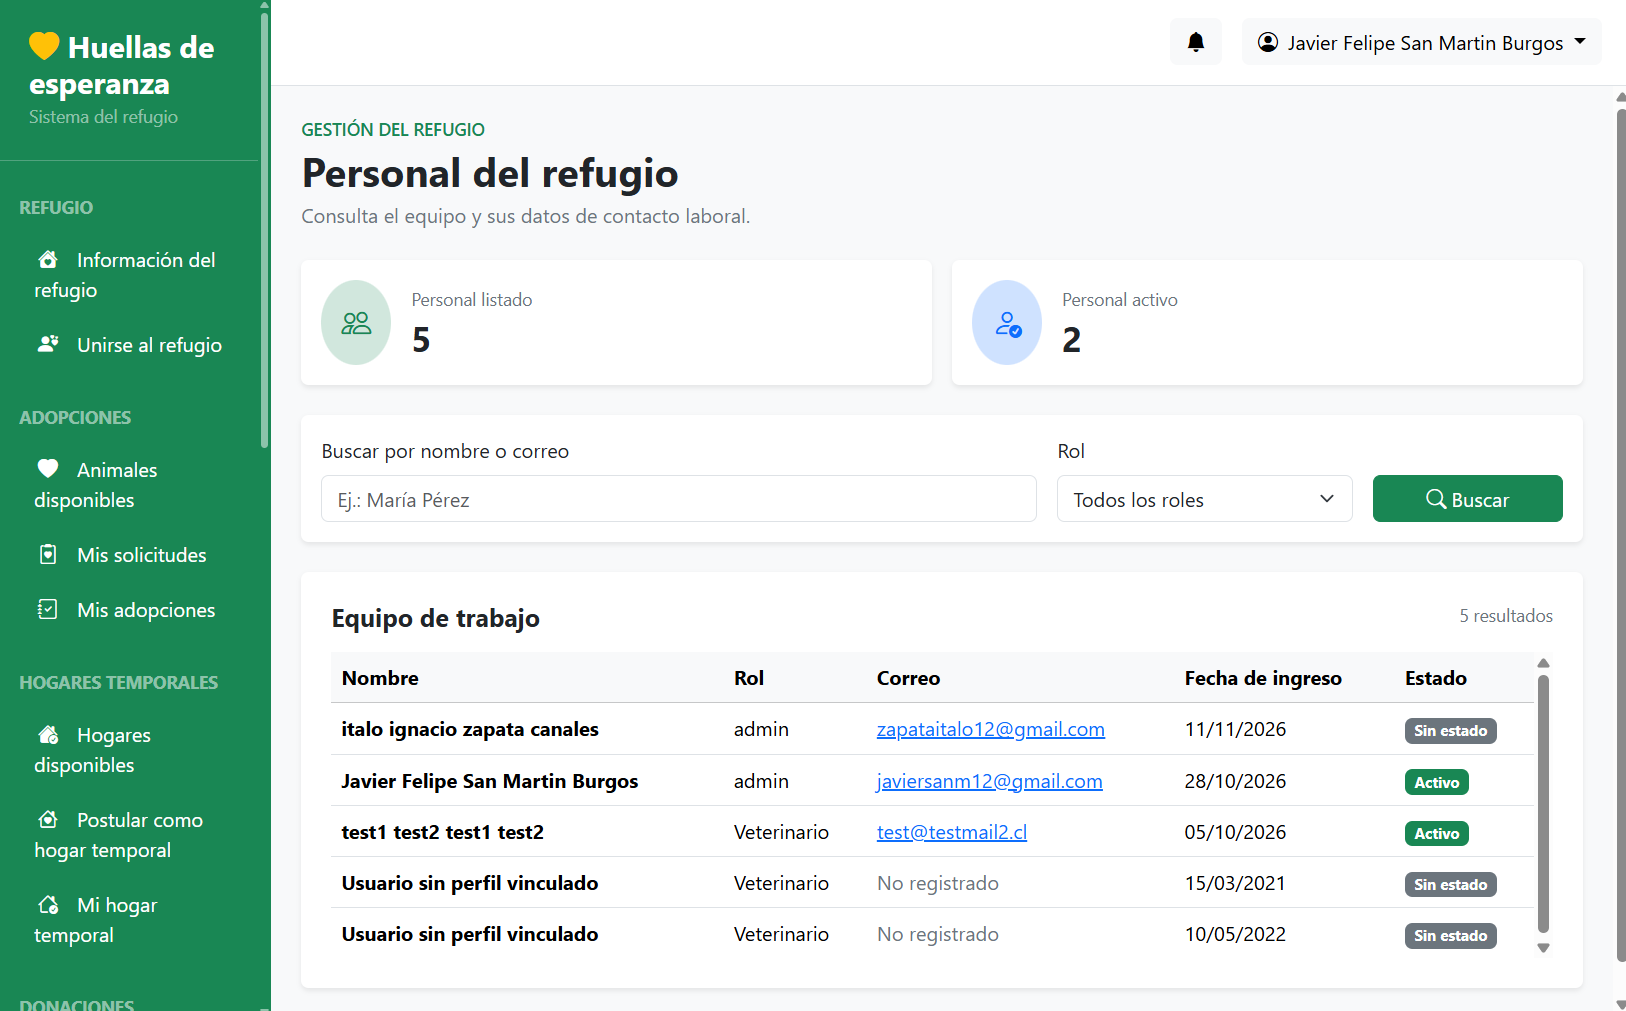 Huellas de
esperanza
Sistema del refugio
REFUGIO
Información del
refugio
Unirse al refugio
ADOPCIONES
Animales
disponibles
Mis solicitudes
Mis adopciones
HOGARES TEMPORALES
Hogares
disponibles
Postular como
hogar temporal
Mi hogar
temporal
DONACIONES
Javier Felipe San Martin Burgos
GESTIÓN DEL REFUGIO
Personal del refugio
Consulta el equipo y sus datos de contacto laboral.
Personal listado
5
Personal activo
2
Buscar por nombre o correo
Ej.: María Pérez
Rol
Todos los roles
Buscar
Equipo de trabajo
5 resultados
Nombre Rol Correo Fecha de ingreso Estado
italo ignacio zapata canales admin zapataitalo12@gmail.com 11/11/2026 Sin estado
Javier Felipe San Martin Burgos admin javiersanm12@gmail.com 28/10/2026 Activo
test1 test2 test1 test2 Veterinario test@testmail2.cl 05/10/2026 Activo
Usuario sin perfil vinculado Veterinario No registrado 15/03/2021 Sin estado
Usuario sin perfil vinculado Veterinario No registrado 10/05/2022 Sin estado